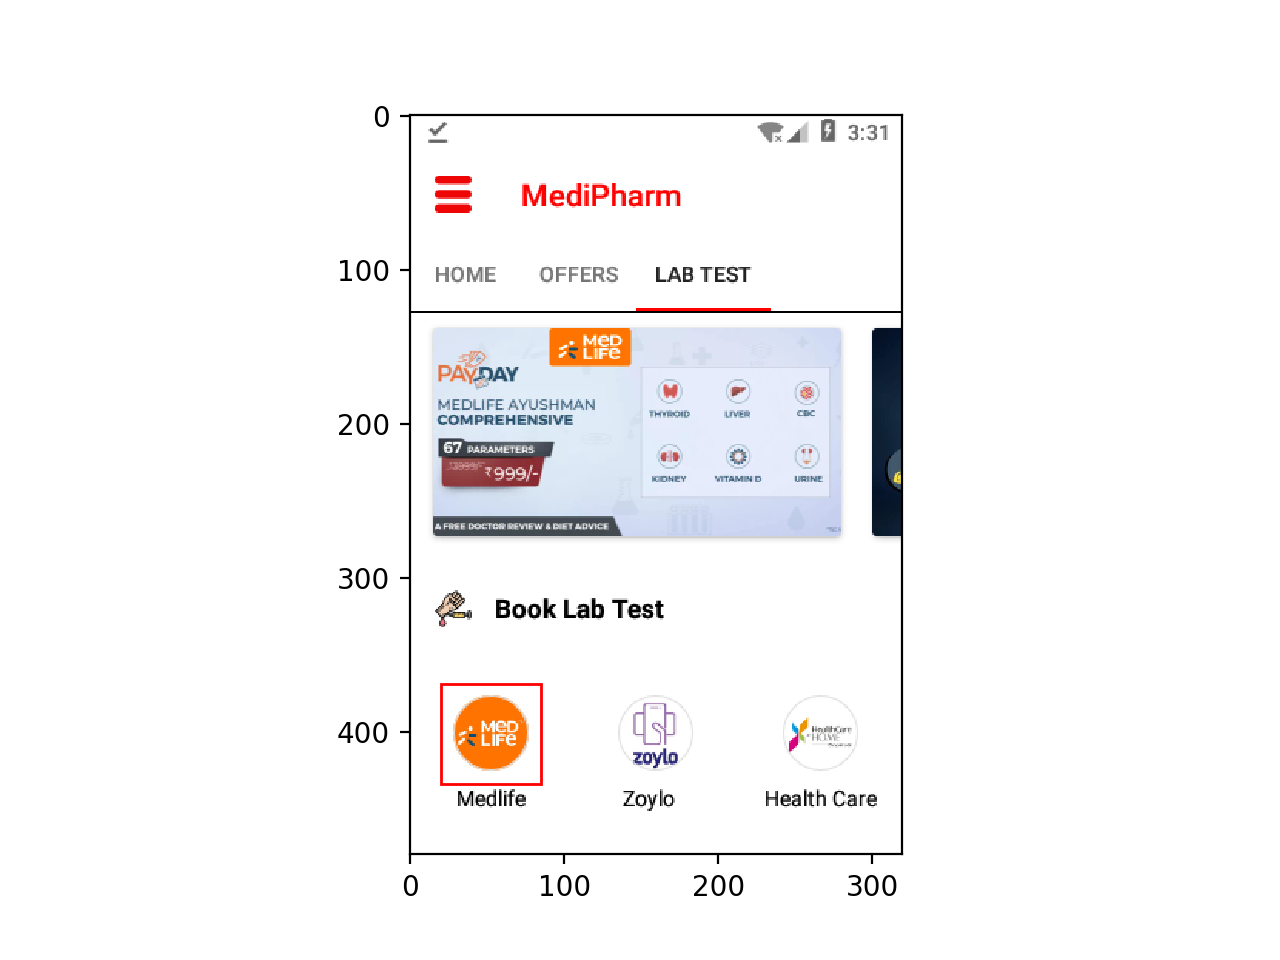 0
3:31
MediPharm
100
HOME OFFERS LAB TEST
MED
LIFE
PAYDAY
MEDLIFE AYUSHMAN
COMPREHENSIVE
THYROID LIVER CBC
200
67 PARAMETERS
₹999/-
KIDNEY VITAMIN D URINE
A FREE DOCTOR REVIEW & DIET ADVICE
300
Book Lab Test
400
MED
LIFE
zoylo
HealthCare
HOME
Medlife Zoylo Health Care
0 100 200 300